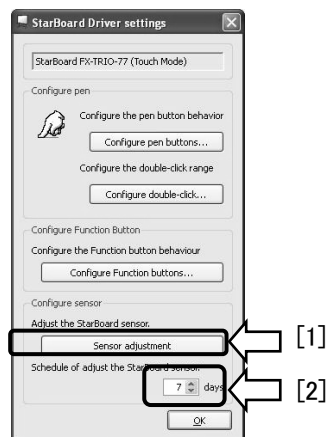 StarBoard Driver settings
StarBoard FX-TRIO-77 (Touch Mode)
Configure pen
Configure the pen button behavior
Configure pen buttons...
Configure the double-click range
Configure double-click...
Configure Function Button
Configure the Function button behaviour
Configure Function buttons...
Configure sensor
Adjust the StarBoard sensor.
Sensor adjustment
[1]
Schedule of adjust the StarBoard sensor.
7 days
[2]
OK